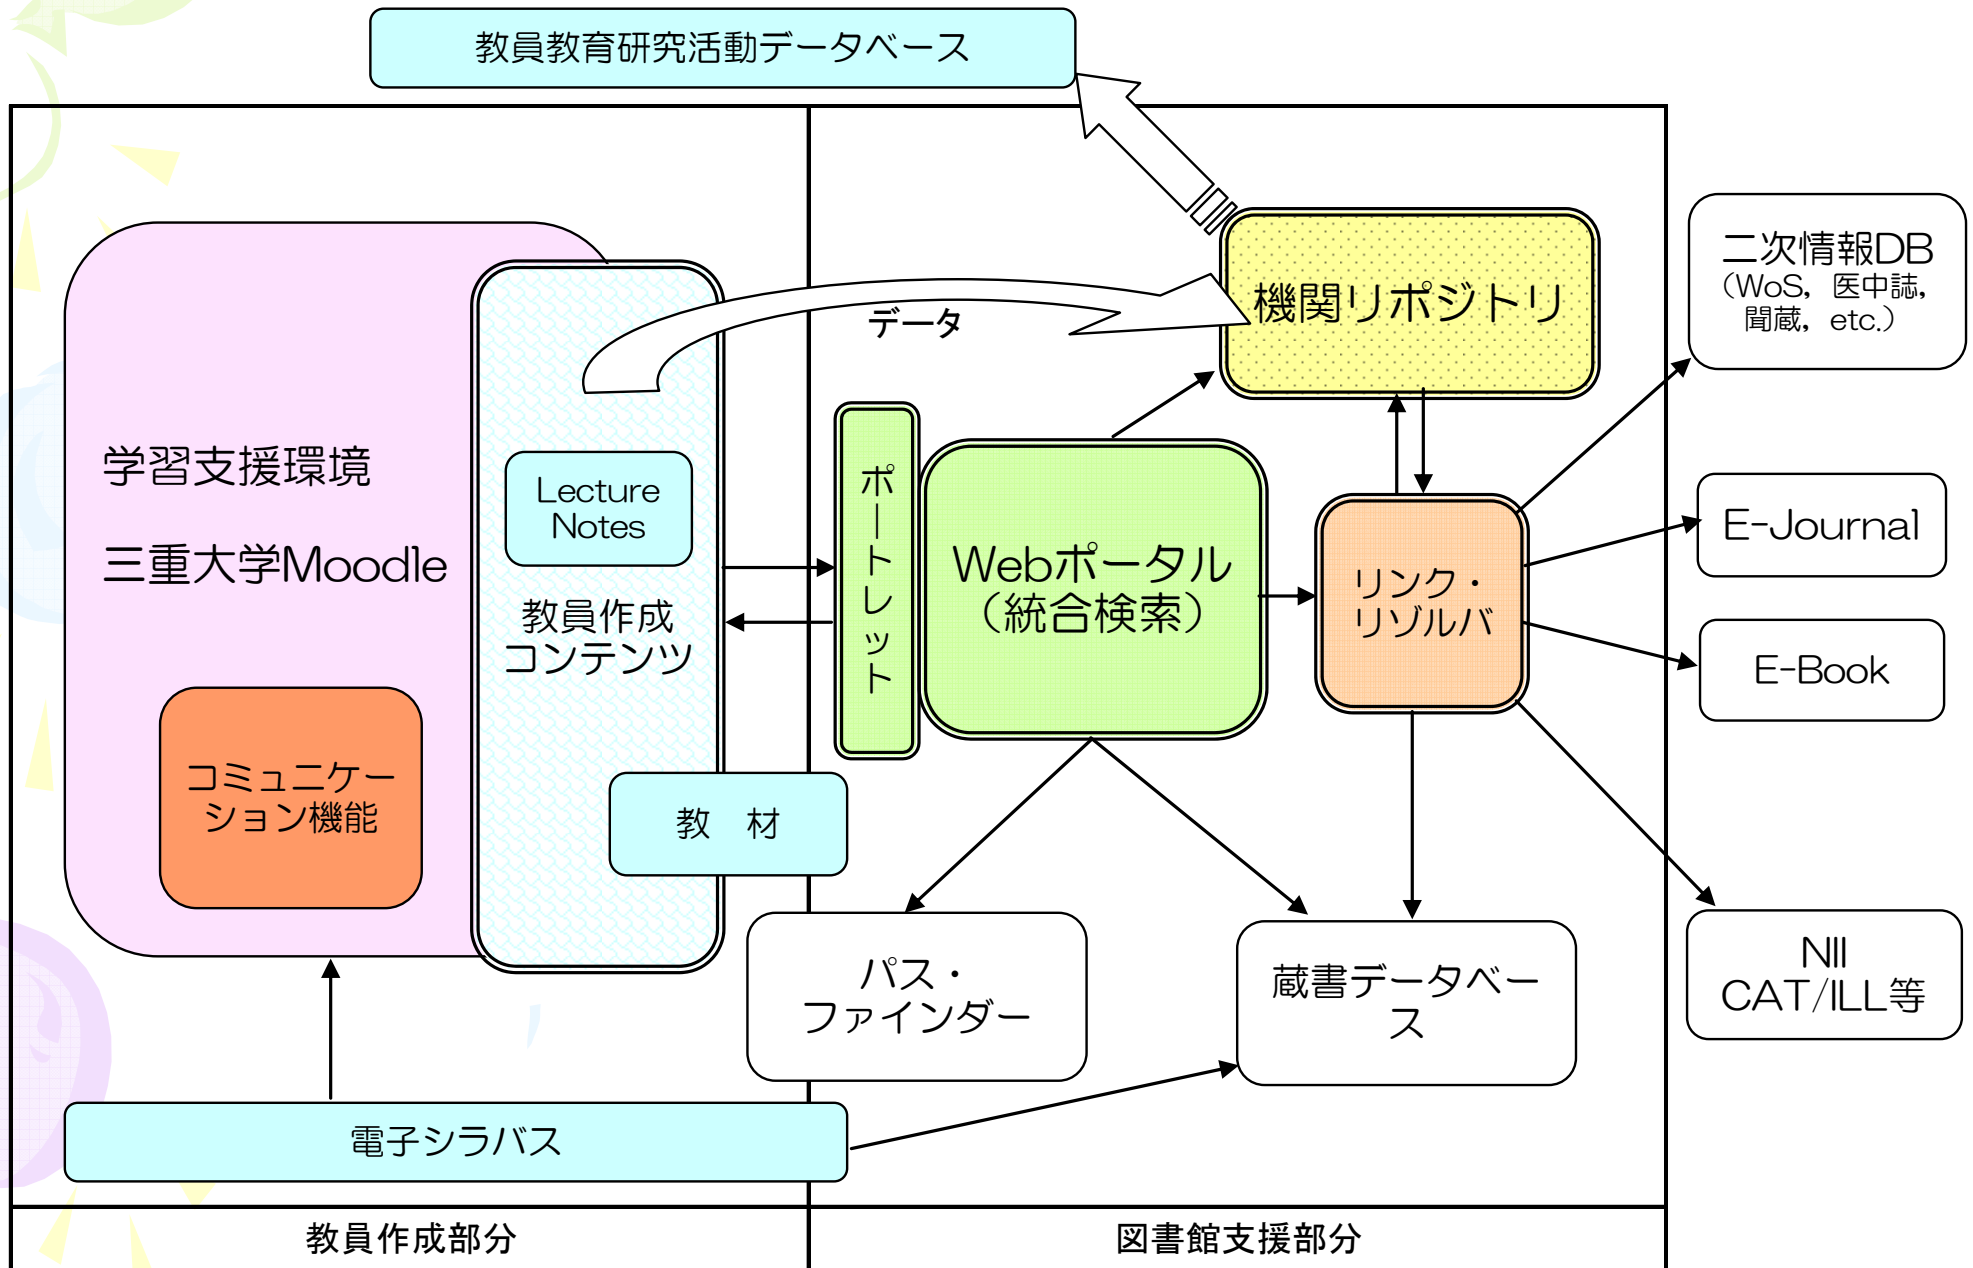 教員教育研究活動データベース
学習支援環境
三重大学Moodle
コミュニケー
ション機能
Lecture
Notes
教員作成
コンテンツ
教　材
データ
機関リポジトリ
ポートレット
Webポータル
（統合検索）
リンク・
リゾルバ
二次情報DB
（WoS，医中誌，
聞蔵，etc.）
E-Journal
E-Book
NII
CAT/ILL等
パス・
ファインダー
蔵書データベー
ス
電子シラバス
教員作成部分
図書館支援部分